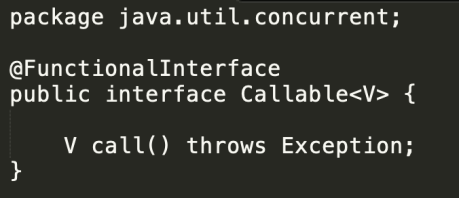 package java.util.concurrent;
@FunctionalInterface
public interface Callable<V> {
V call() throws Exception;
}